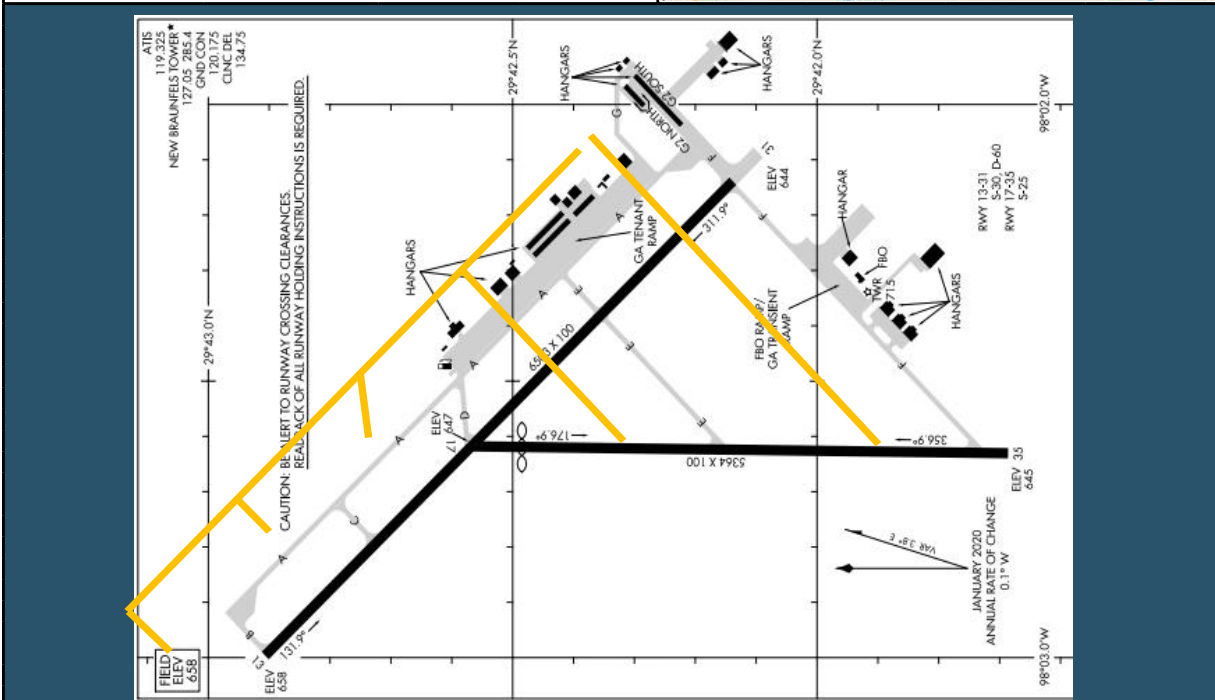 ATIS
119.325
NEW BRAUNFELS TOWER*
127.05 285.4
GND CON
120.175
CLNC DEL
134.75
CAUTION: BE ALERT TO RUNWAY CROSSING CLEARANCES.
READBACK OF ALL RUNWAY HOLDING INSTRUCTIONS IS REQUIRED.
29°43.0'N
29°42.5'N
29°42.0'N
98°02.0'W
98°03.0'W
HANGARS
HANGARS
HANGARS
G2 SOUTH
G2 NORTH
G
F
31
ELEV
644
311.9°
A
GA TENANT
RAMP
A
E
A
E
E
E
D
A
A
C
A
B
F
F
F
HANGAR
FBO
TWR
715
HANGARS
FBO RAMP/
GA TRANSIENT
RAMP
RWY 13-31
S-30, D-60
RWY 17-35
S-25
ELEV
647
17
176.9°
5364 X 100
356.9°
35
ELEV
645
131.9°
13
ELEV
658
FIELD
ELEV
658
VAR 3.8° E
JANUARY 2020
ANNUAL RATE OF CHANGE
0.1° W